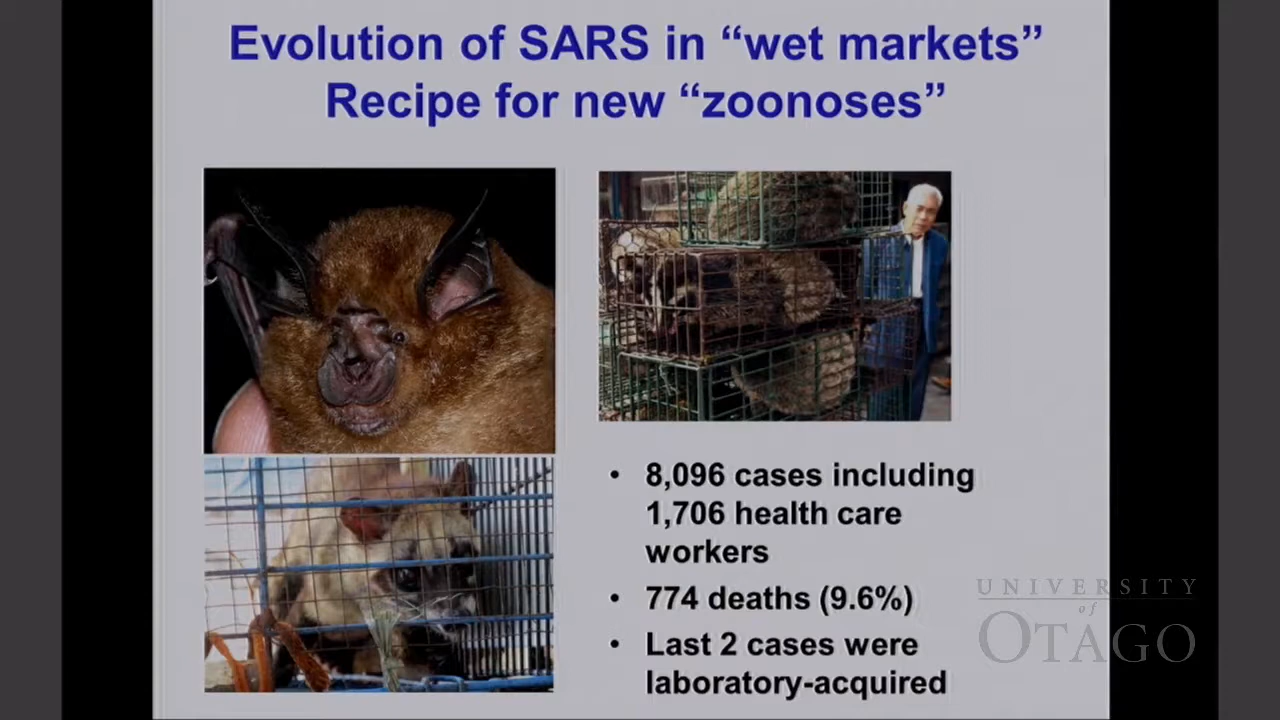 Evolution of SARS in “wet markets”
Recipe for new “zoonoses”
• 8,096 cases including
1,706 health care
workers
• 774 deaths (9.6%)
• Last 2 cases were
laboratory-acquired
UNIVERSITY
of
OTAGO